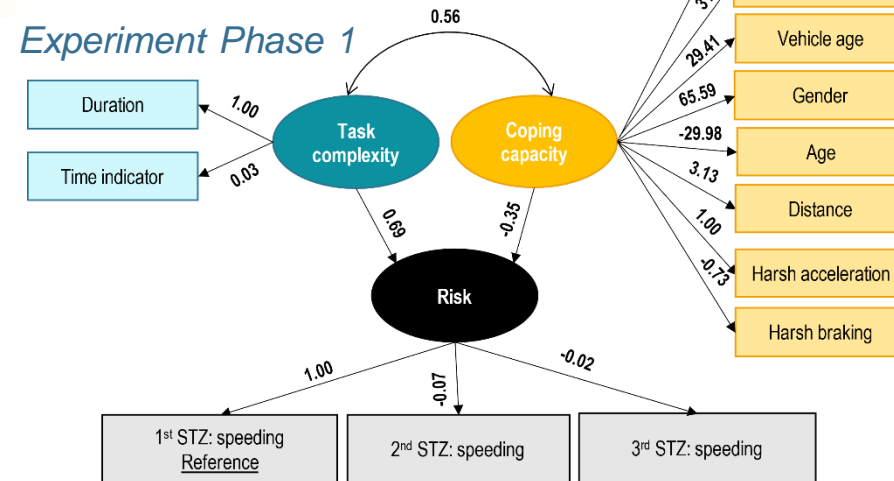 Experiment Phase 1
0.56
Vehicle age
29.41
Duration
1.00
Task
complexity
Coping
capacity
65.59
Gender
-29.98
Age
Time indicator
0.03
3.13
Distance
0.69
-0.35
1.00
Harsh acceleration
-0.73
Risk
Harsh braking
1.00
-0.07
-0.02
1st STZ: speeding
Reference
2nd STZ: speeding
3rd STZ: speeding